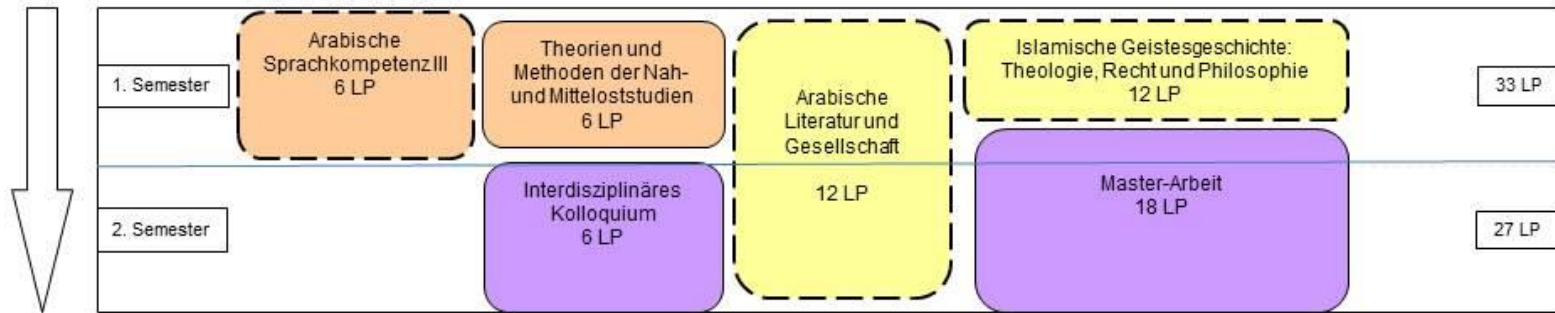 1. Semester
Arabische
Sprachkompetenz III
6 LP
Theorien und
Methoden der Nah-
und Mitteloststudien
6 LP
Arabische
Literatur und
Gesellschaft
12 LP
Islamische Geistesgeschichte:
Theologie, Recht und Philosophie
12 LP
33 LP
2. Semester
Interdisziplinäres
Kolloquium
6 LP
Master-Arbeit
18 LP
27 LP